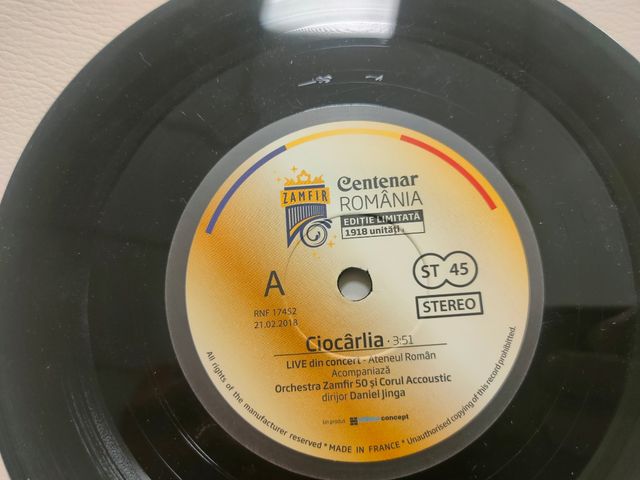 ZAMFIR
Centenar
ROMÂNIA
EDIȚIE LIMITATĂ
1918 unități
A
RNF 17452
21.02.2018
ST 45
STEREO
Ciocârlia · 3:51
LIVE din concert - Ateneul Român
Acompaniază
Orchestra Zamfir 50 și Corul Accoustic
dirijor Daniel Jinga
Un produs concept
All rights of the manufacturer reserved * MADE IN FRANCE * Unauthorised copying of this record prohibited.